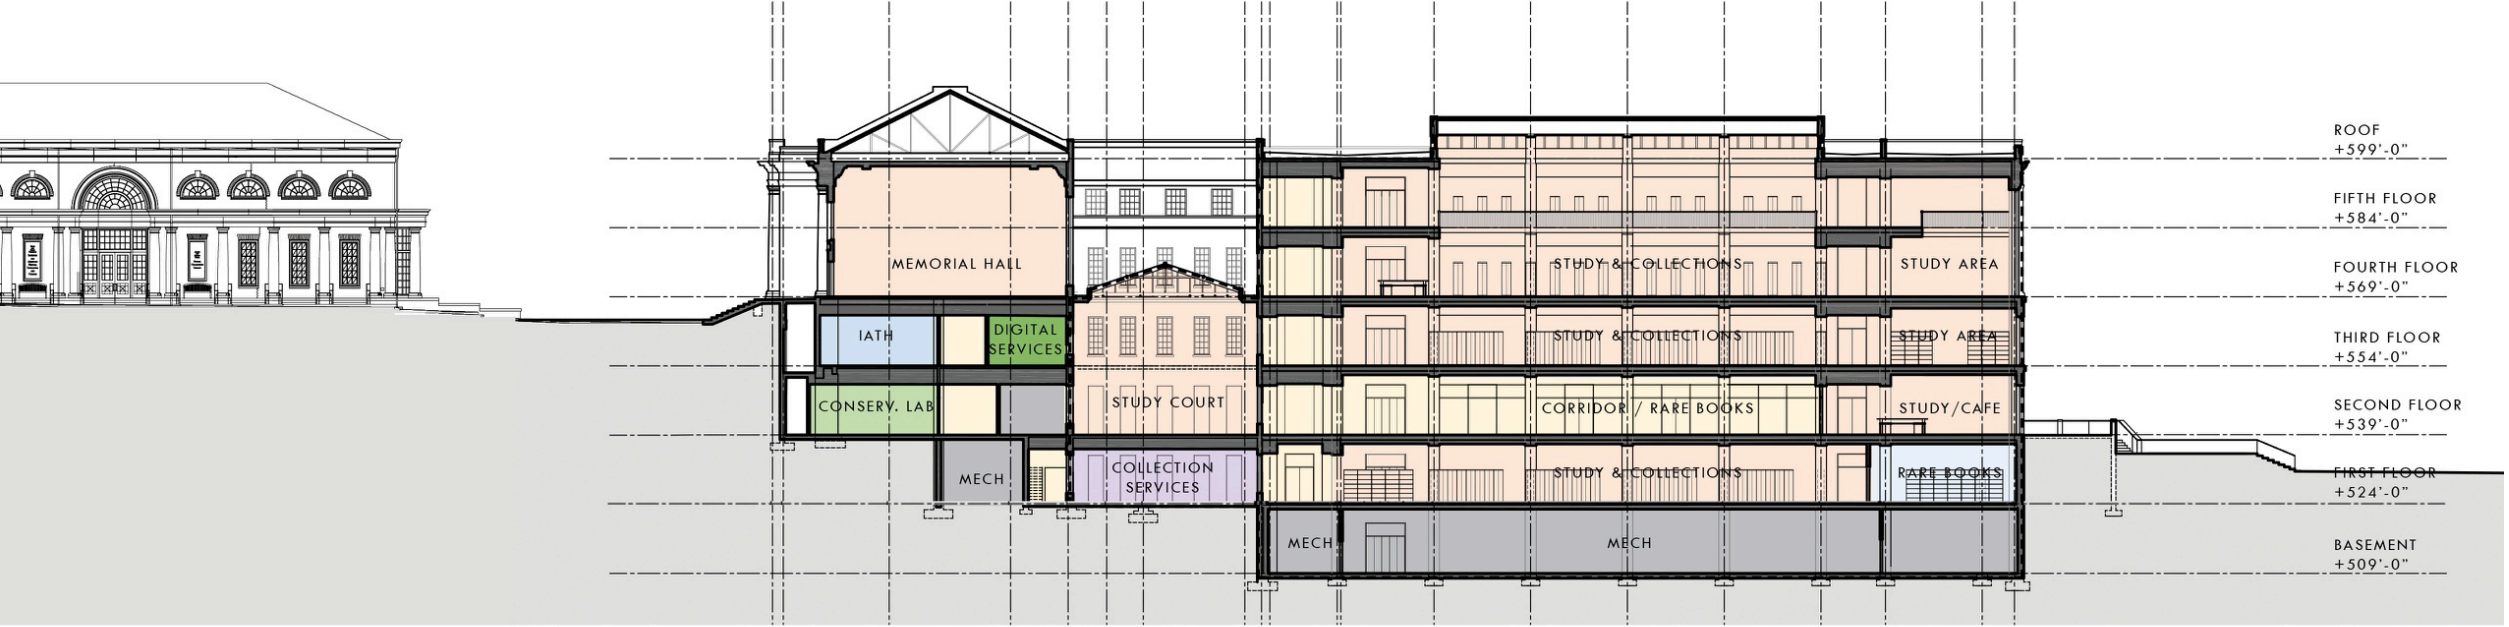 ROOF
+599'-0"
FIFTH FLOOR
+584'-0"
MEMORIAL HALL
STUDY & COLLECTIONS
STUDY AREA
FOURTH FLOOR
+569'-0"
IATH
DIGITAL
SERVICES
STUDY & COLLECTIONS
STUDY AREA
THIRD FLOOR
+554'-0"
CONSERV. LAB
STUDY COURT
CORRIDOR / RARE BOOKS
STUDY/CAFE
SECOND FLOOR
+539'-0"
MECH
COLLECTION
SERVICES
STUDY & COLLECTIONS
RARE BOOKS
FIRST FLOOR
+524'-0"
MECH
MECH
BASEMENT
+509'-0"